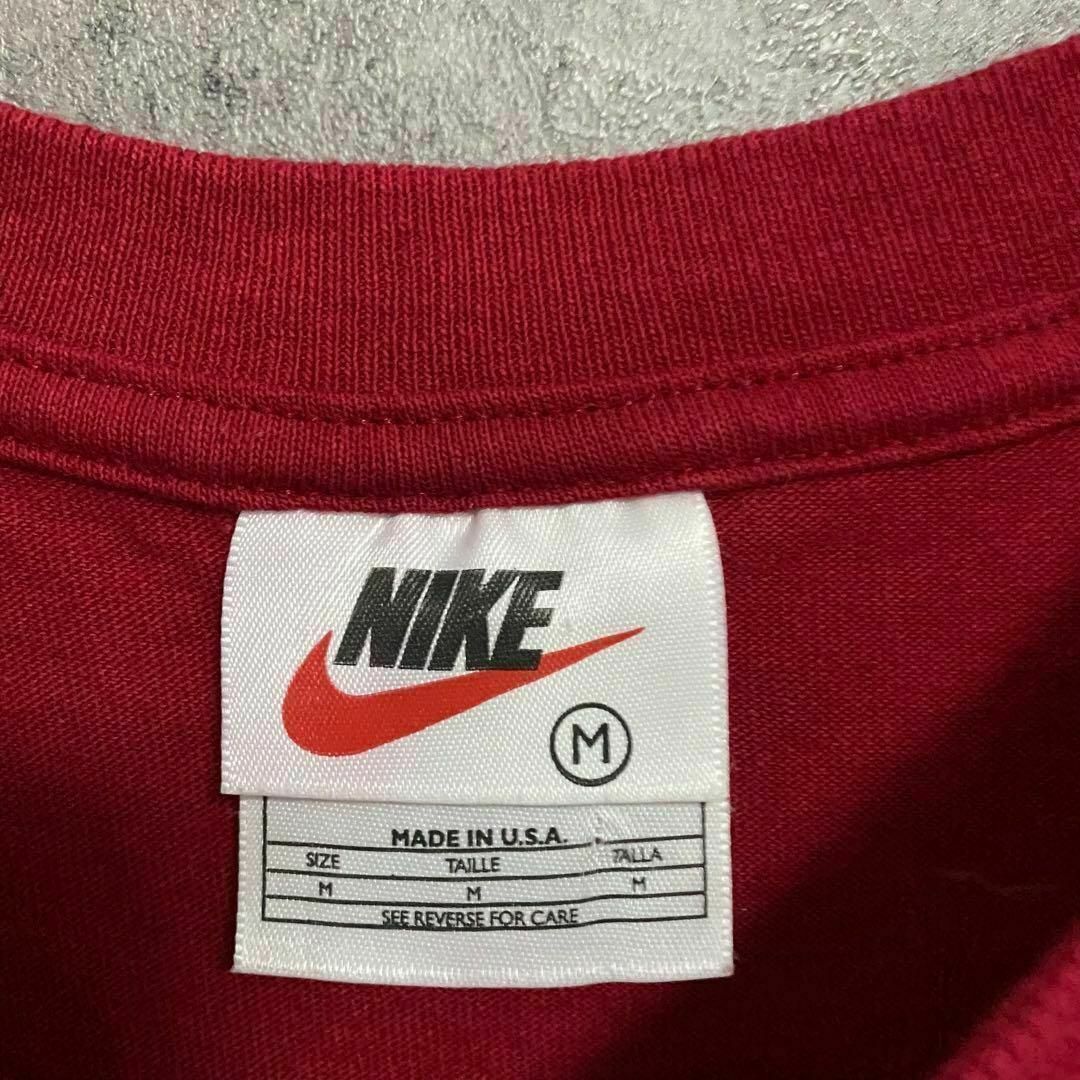 NIKE
M
MADE IN U.S.A.
SIZE TAILLE TALLA
M M M
SEE REVERSE FOR CARE